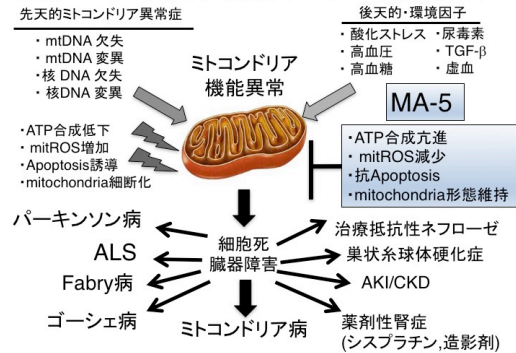 先天的ミトコンドリア異常症
・mtDNA 欠失
・mtDNA 変異
・核 DNA 欠失
・核DNA 変異
後天的・環境因子
・酸化ストレス ・尿毒素
・高血圧 ・TGF-β
・高血糖 ・虚血
ミトコンドリア
機能異常
MA-5
・ATP合成低下
・mitROS増加
・Apoptosis誘導
・mitochondria細断化
・ATP合成亢進
・mitROS減少
・抗Apoptosis
・mitochondria形態維持
細胞死
臓器障害
パーキンソン病
ALS
Fabry病
ゴーシェ病
ミトコンドリア病
治療抵抗性ネフローゼ
巣状糸球体硬化症
AKI/CKD
薬剤性腎症
(シスプラチン,造影剤)